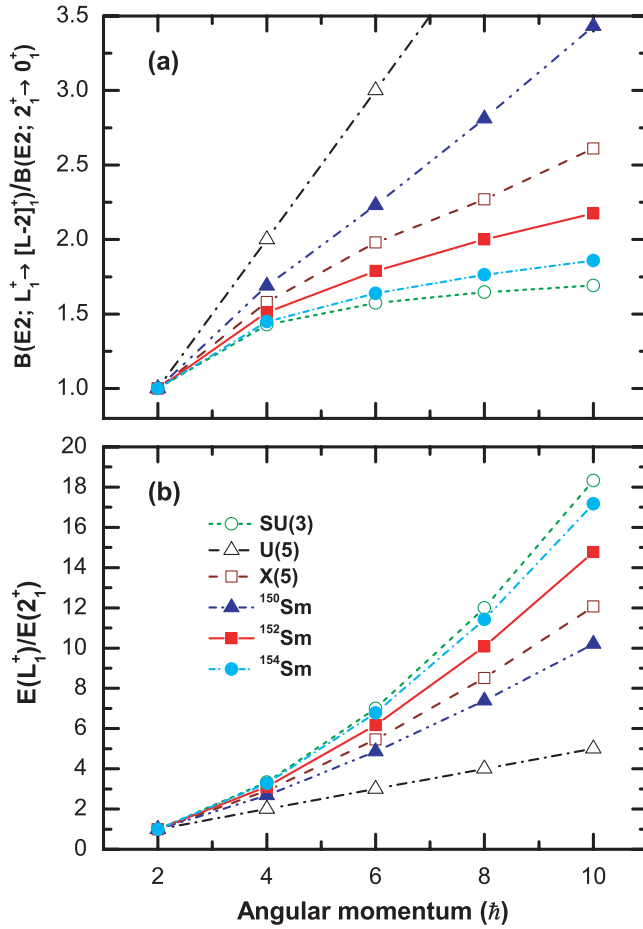 3.5
(a)
3.0
2.5
2.0
1.5
1.0
B(E2; L₁⁺→ [L-2]₁⁺)/B(E2; 2₁⁺→ 0₁⁺)
20
(b)
18
16
14
12
10
8
6
4
2
0
E(L₁⁺)/E(2₁⁺)
SU(3)
U(5)
X(5)
¹⁵⁰Sm
¹⁵²Sm
¹⁵⁴Sm
2 4 6 8 10
Angular momentum (ℏ)